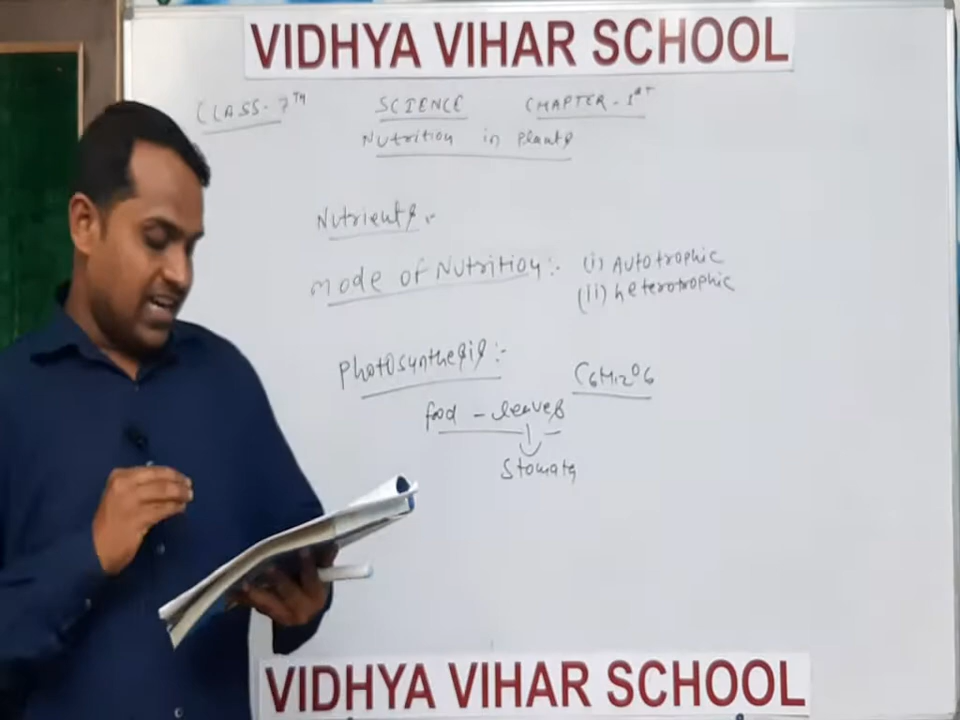 VIDHYA VIHAR SCHOOL
CLASS-7TH SCIENCE CHAPTER-1ST
Nutrition in Plants
Nutrients:-
Mode of Nutrition:- (i) Autotrophic
(ii) heterotrophic
Photosynthesis:-
C6H12O6
food - leaves
Stomata
VIDHYA VIHAR SCHOOL